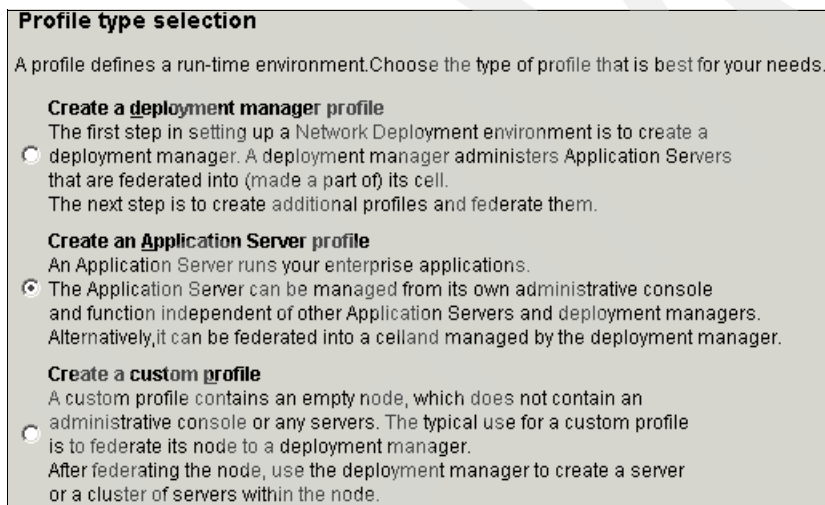 Profile type selection
A profile defines a run-time environment.Choose the type of profile that is best for your needs.
Create a deployment manager profile
The first step in setting up a Network Deployment environment is to create a
deployment manager. A deployment manager administers Application Servers
that are federated into (made a part of) its cell.
The next step is to create additional profiles and federate them.
Create an Application Server profile
An Application Server runs your enterprise applications.
The Application Server can be managed from its own administrative console
and function independent of other Application Servers and deployment managers.
Alternatively,it can be federated into a celland managed by the deployment manager.
Create a custom profile
A custom profile contains an empty node, which does not contain an
administrative console or any servers. The typical use for a custom profile
is to federate its node to a deployment manager.
After federating the node, use the deployment manager to create a server
or a cluster of servers within the node.